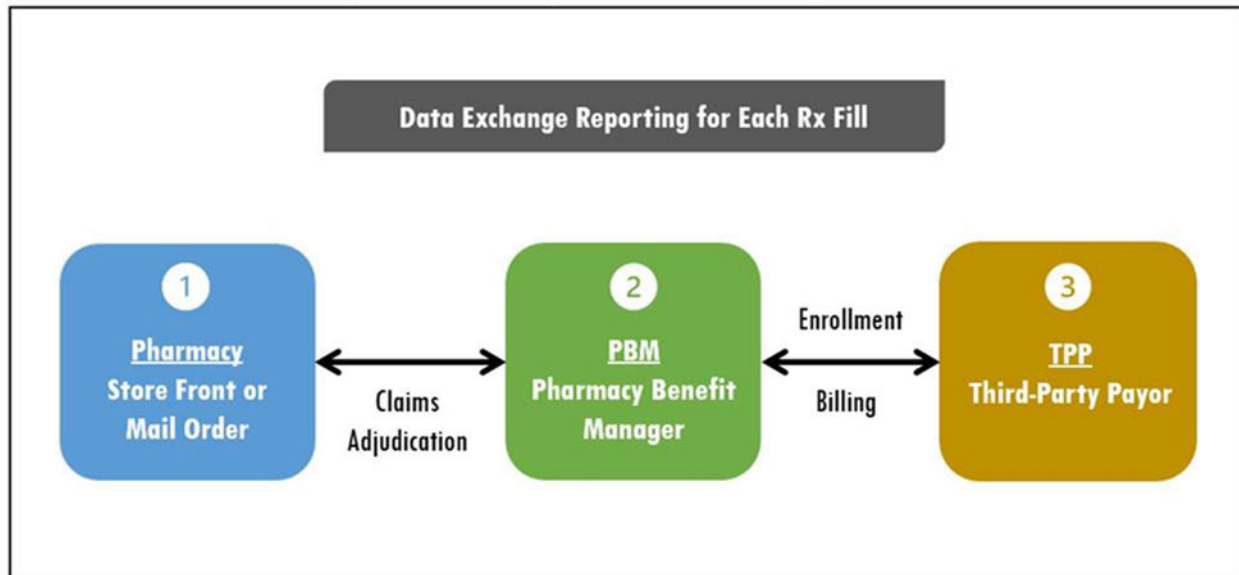 Data Exchange Reporting for Each Rx Fill
1
Pharmacy
Store Front or
Mail Order
Claims
Adjudication
2
PBM
Pharmacy Benefit
Manager
Enrollment
Billing
3
TPP
Third-Party Payor